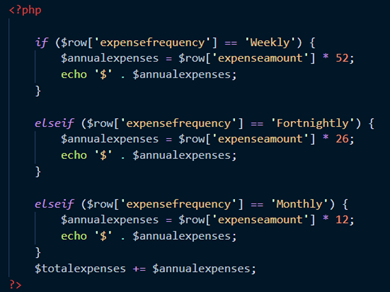 <?php
if ($row['expensefrequency'] == 'Weekly') {
$annualexpenses = $row['expenseamount'] * 52;
echo '$' . $annualexpenses;
}
elseif ($row['expensefrequency'] == 'Fortnightly') {
$annualexpenses = $row['expenseamount'] * 26;
echo '$' . $annualexpenses;
}
elseif ($row['expensefrequency'] == 'Monthly') {
$annualexpenses = $row['expenseamount'] * 12;
echo '$' . $annualexpenses;
}
$totalexpenses += $annualexpenses;
?>